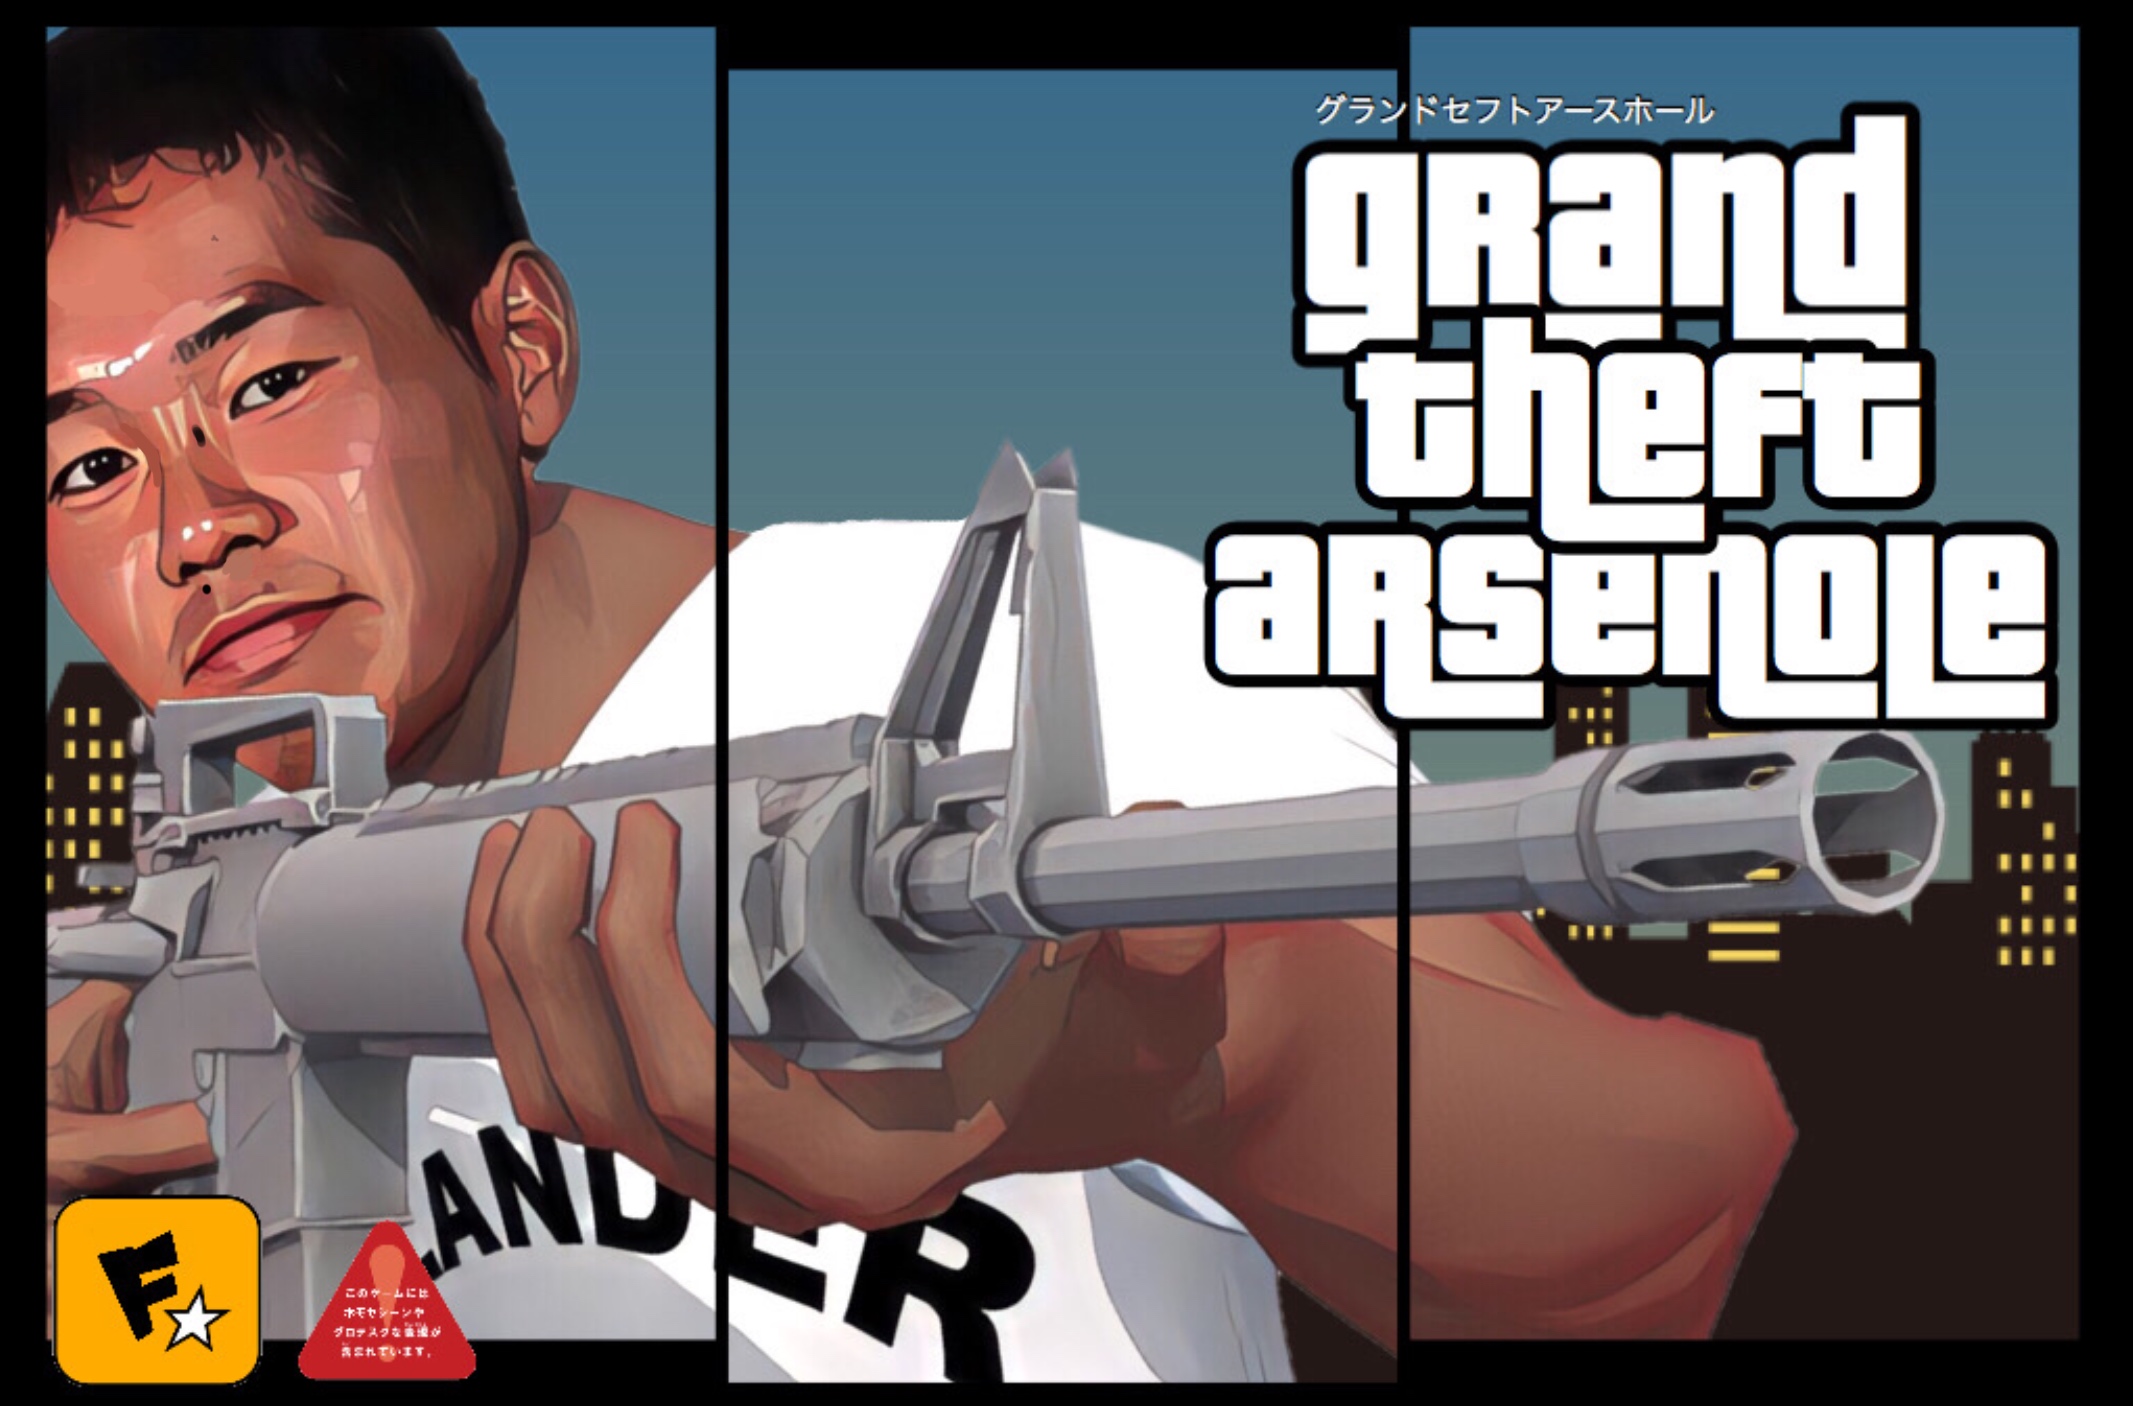 グランドセフトアースホール
grand
theft
arsenole
LANDER
F
このゲームには
ホモセシーンや
グロテスクな表現が
含まれています。